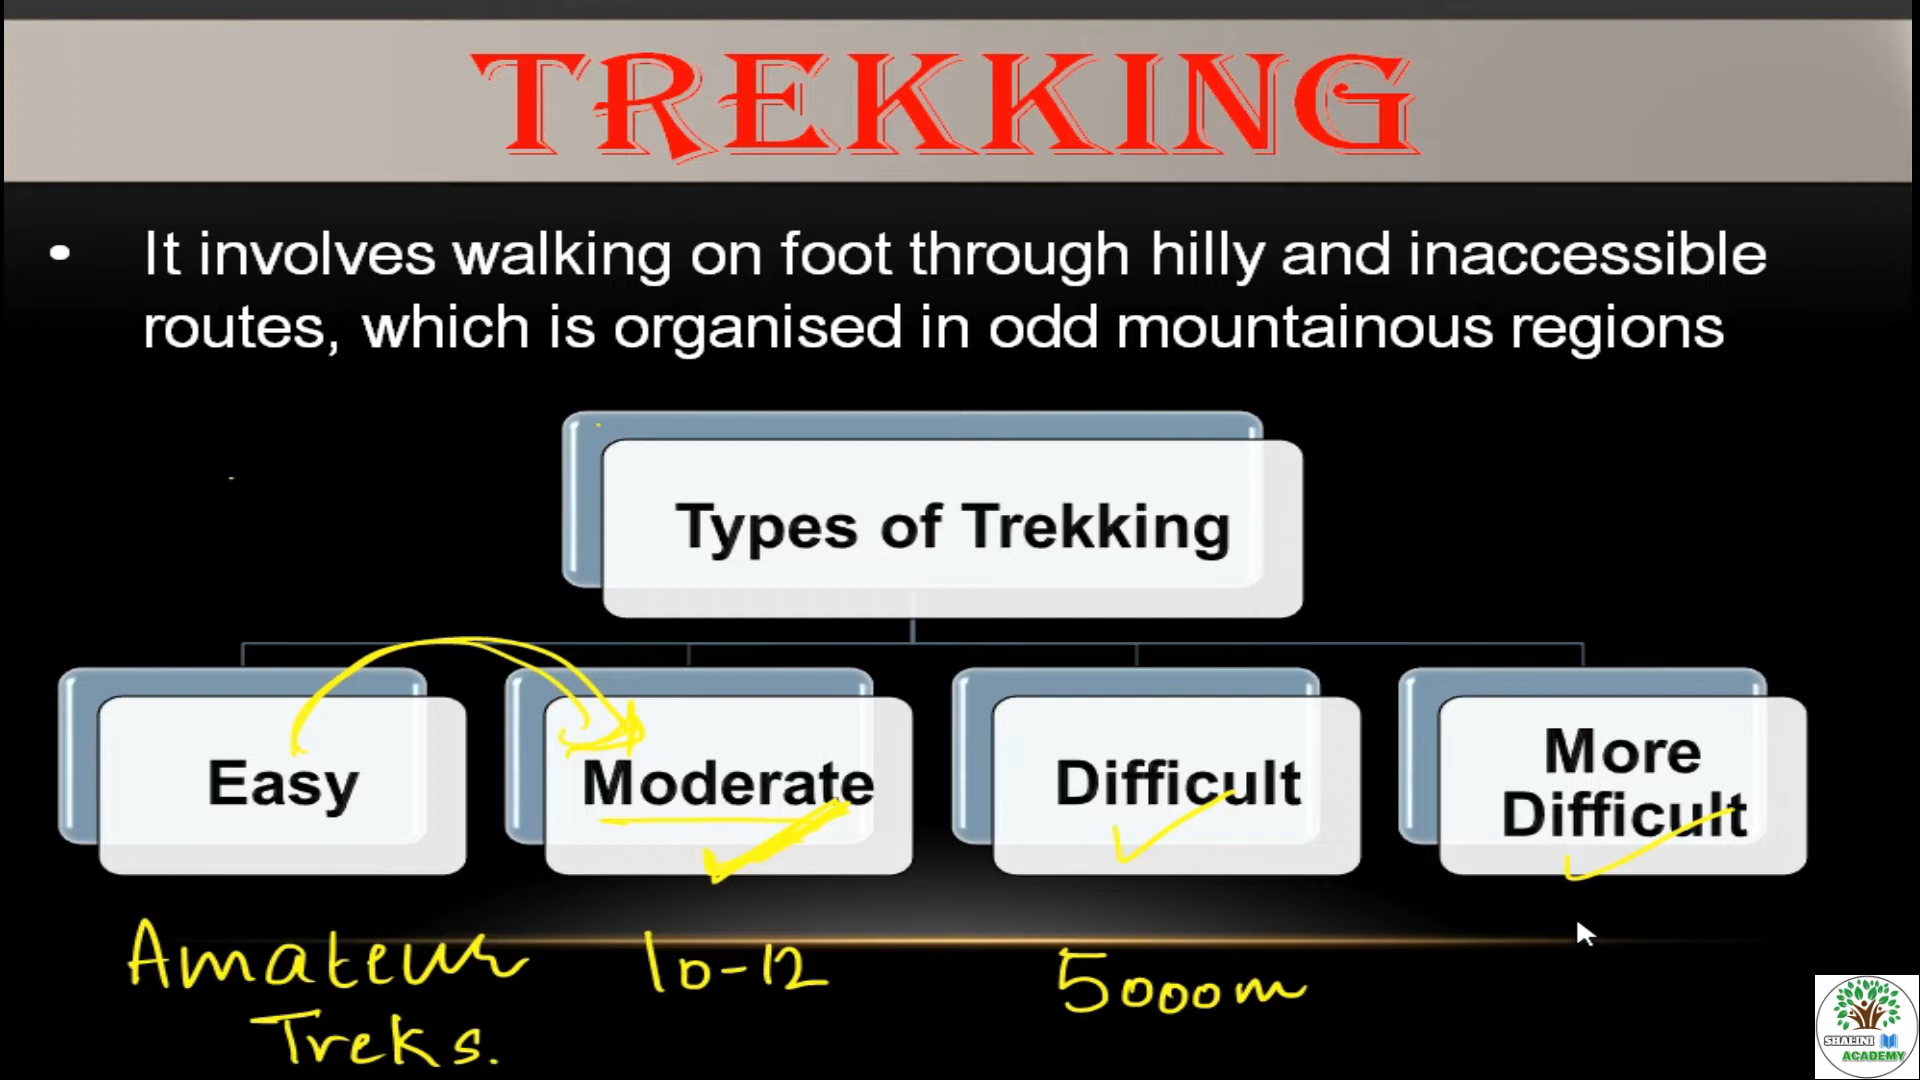 TREKKING
• It involves walking on foot through hilly and inaccessible
routes, which is organised in odd mountainous regions
Types of Trekking
Easy
Moderate
Difficult
More
Difficult
Amateur
Treks.
10-12
5000m
SHALINI
ACADEMY